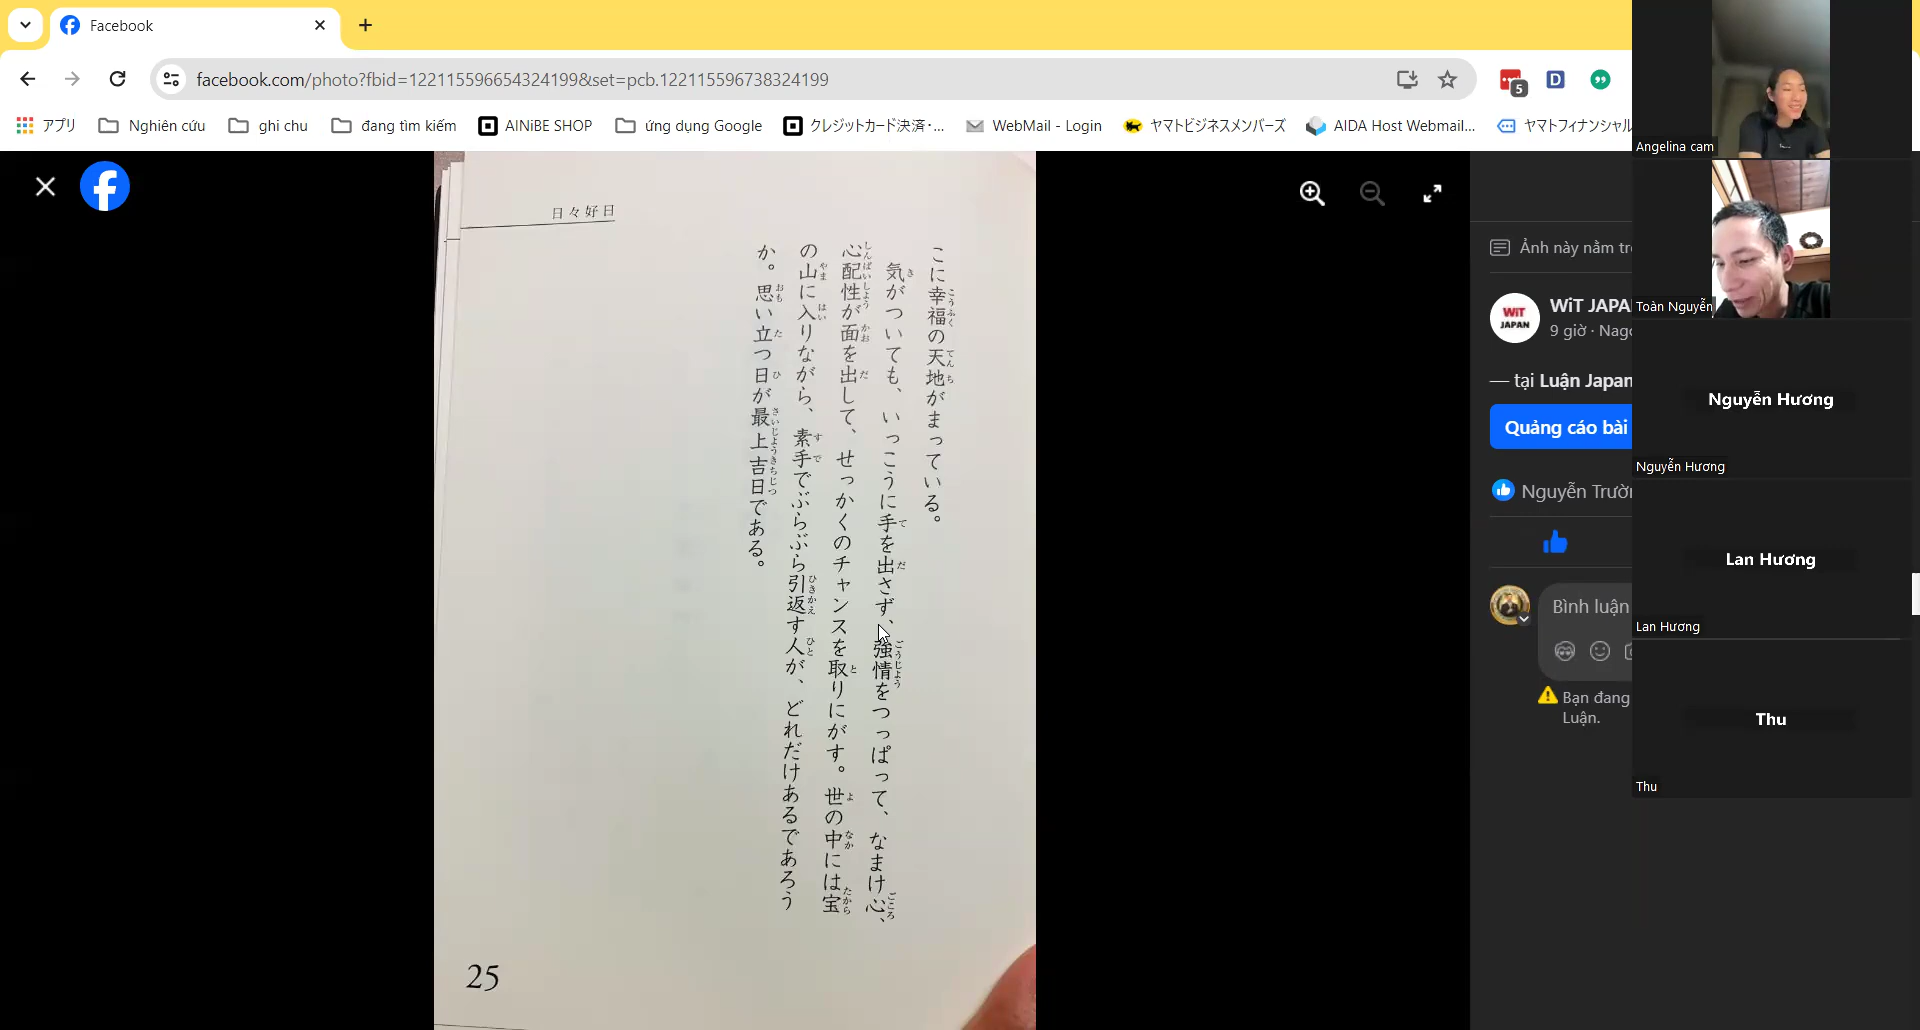 Facebook
facebook.com/photo?fbid=122115596654324199&set=pcb.122115596738324199
5
D
アプリ
Nghiên cứu
ghi chu
đang tìm kiếm
AINiBE SHOP
ứng dụng Google
クレジットカード決済・...
WebMail - Login
ヤマトビジネスメンバーズ
AIDA Host Webmail...
ヤマトフィナンシャル
日々好日
こに幸福の天地がまっている。
気がついても、いっこうに手を出さず、強情をつっぱって、なまけ心、
心配性が面を出して、せっかくのチャンスを取りにがす。世の中には宝
の山に入りながら、素手でぶらぶら引返す人が、どれだけあるであろう
か。思い立つ日が最上吉日である。
25
Ảnh này nằm tr
WiT JAPAN
WiT JAPA
9 giờ · Nag
— tại Luận Japan
Quảng cáo bài
Nguyễn Trườ
Bình luận
Bạn đang
Luận.
Angelina cam
Toàn Nguyễn
Nguyễn Hương
Nguyễn Hương
Lan Hương
Lan Hương
Thu
Thu